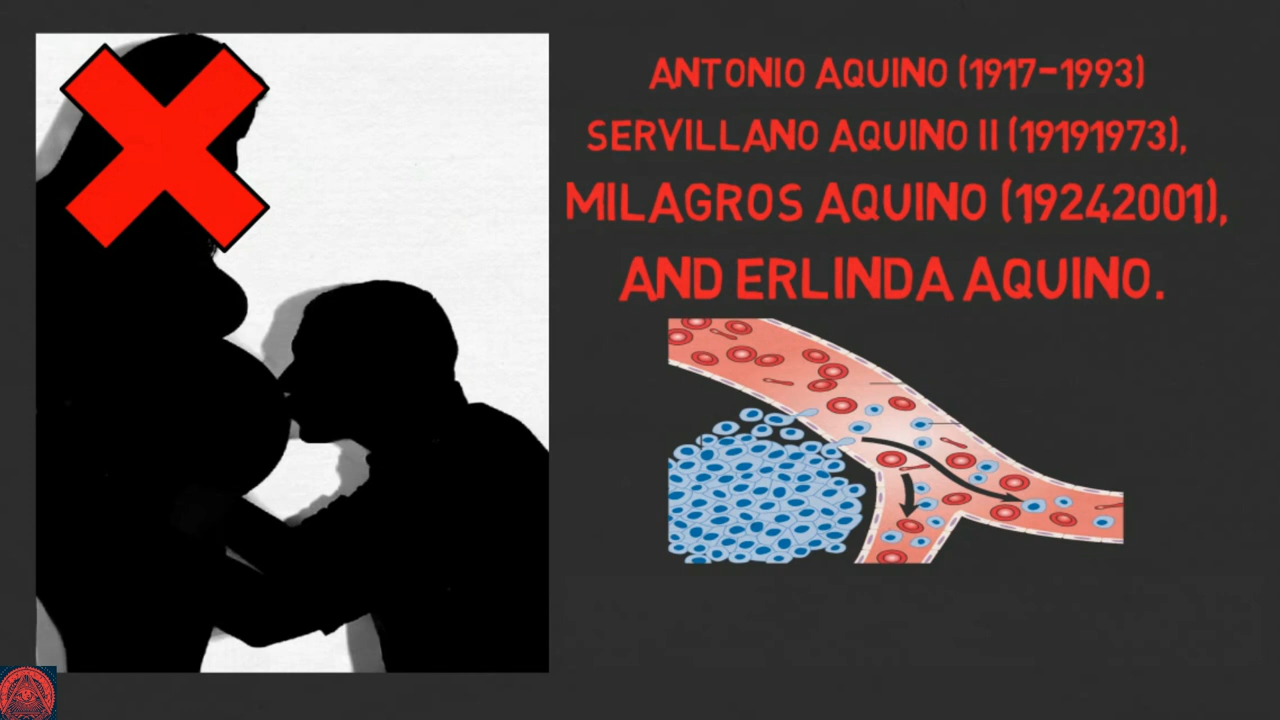 ANTONIO AQUINO (1917-1993)
SERVILLANO AQUINO II (19191973),
MILAGROS AQUINO (19242001),
AND ERLINDA AQUINO.